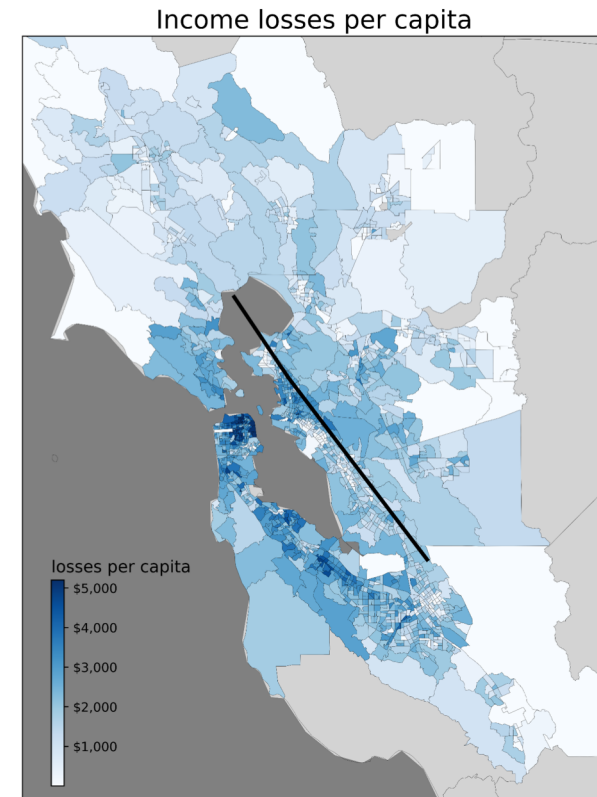 Income losses per capita
losses per capita
$5,000
$4,000
$3,000
$2,000
$1,000